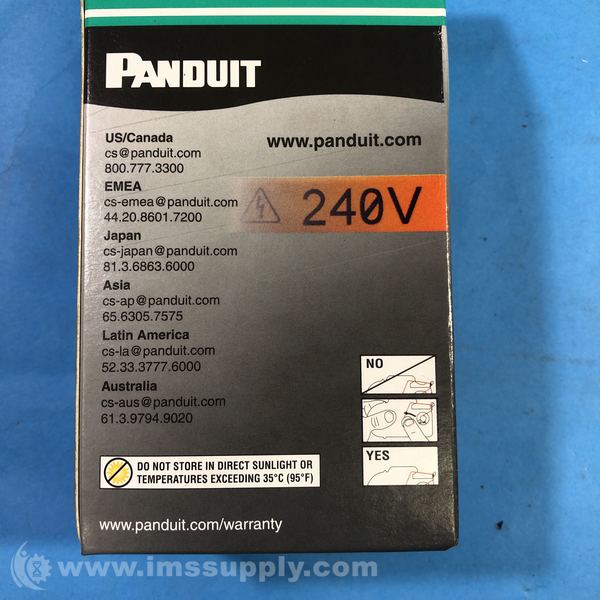 PANDUIT
US/Canada
cs@panduit.com
800.777.3300
www.panduit.com
EMEA
cs-emea@panduit.com
44.20.8601.7200
240V
Japan
cs-japan@panduit.com
81.3.6863.6000
Asia
cs-ap@panduit.com
65.6305.7575
Latin America
cs-la@panduit.com
52.33.3777.6000
Australia
cs-aus@panduit.com
61.3.9794.9020
NO
YES
DO NOT STORE IN DIRECT SUNLIGHT OR
TEMPERATURES EXCEEDING 35°C (95°F)
www.panduit.com/warranty
www.imssupply.com